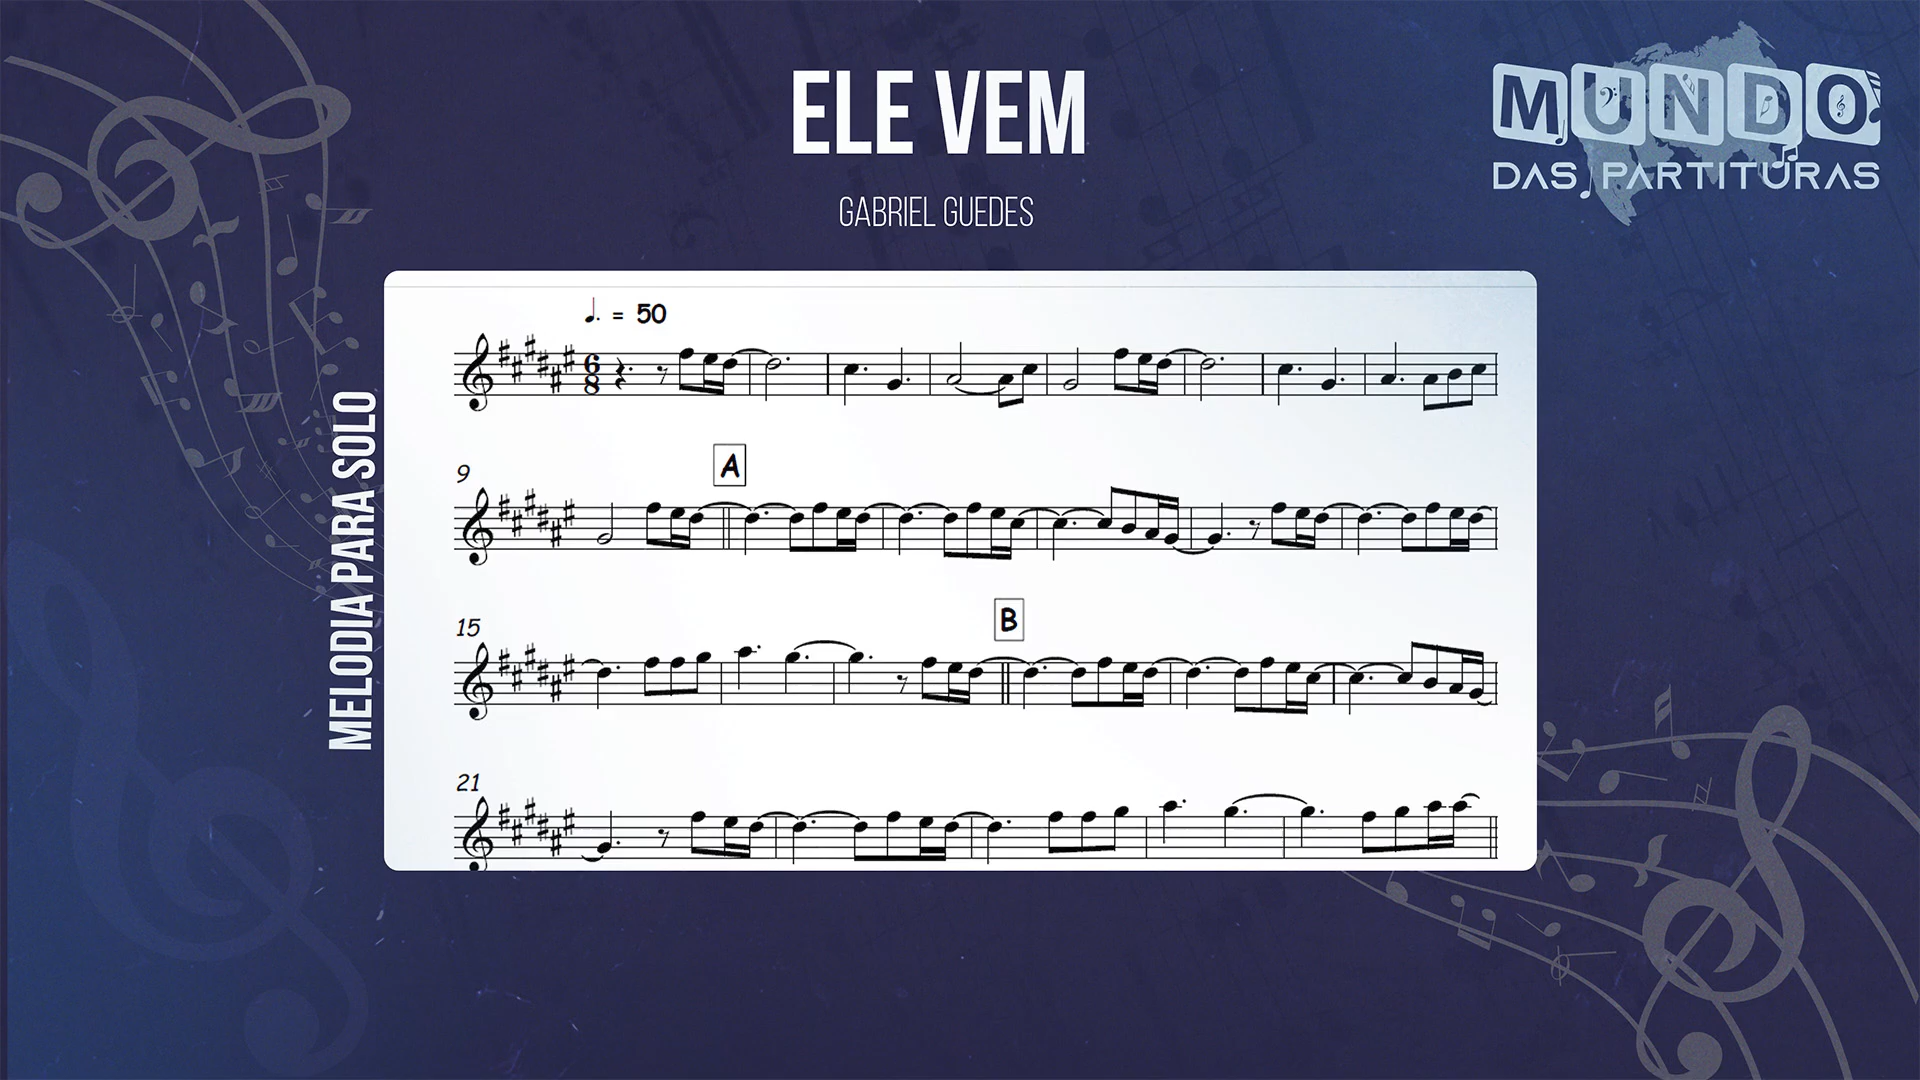 ELE VEM
GABRIEL GUEDES
MUNDO
DAS PARTITURAS
MELODIA PARA SOLO
= 50
6
8
9
A
15
B
21